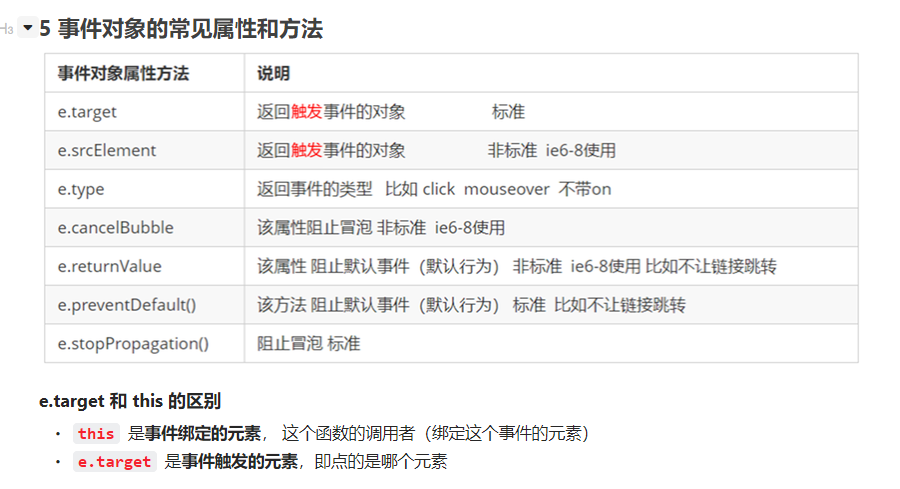 H3
5 事件对象的常见属性和方法
事件对象属性方法 说明
e.target 返回触发事件的对象 标准
e.srcElement 返回触发事件的对象 非标准 ie6-8使用
e.type 返回事件的类型 比如 click mouseover 不带on
e.cancelBubble 该属性阻止冒泡 非标准 ie6-8使用
e.returnValue 该属性 阻止默认事件（默认行为） 非标准 ie6-8使用 比如不让链接跳转
e.preventDefault() 该方法 阻止默认事件（默认行为） 标准 比如不让链接跳转
e.stopPropagation() 阻止冒泡 标准
e.target 和 this 的区别
• this 是事件绑定的元素， 这个函数的调用者（绑定这个事件的元素）
• e.target 是事件触发的元素，即点的是哪个元素